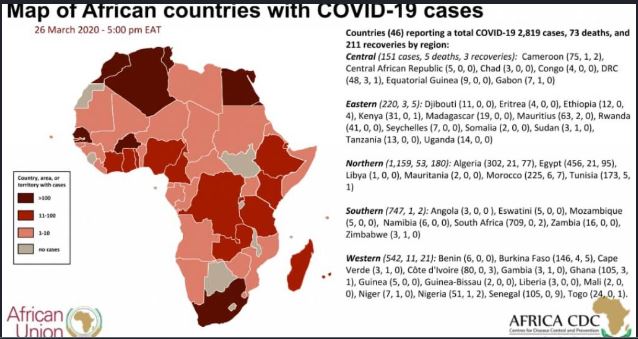 Map of African countries with COVID-19 cases
26 March 2020 - 5:00 pm EAT
Countries (46) reporting a total COVID-19 2,819 cases, 73 deaths, and
211 recoveries by region:
Central (151 cases, 5 deaths, 3 recoveries): Cameroon (75, 1, 2),
Central African Republic (5, 0, 0), Chad (3, 0, 0), Congo (4, 0, 0), DRC
(48, 3, 1), Equatorial Guinea (9, 0, 0), Gabon (7, 1, 0)
Eastern (220, 3, 5): Djibouti (11, 0, 0), Eritrea (4, 0, 0), Ethiopia (12, 0,
4), Kenya (31, 0, 1), Madagascar (19, 0, 0), Mauritius (63, 2, 0), Rwanda
(41, 0, 0), Seychelles (7, 0, 0), Somalia (2, 0, 0), Sudan (3, 1, 0),
Tanzania (13, 0, 0), Uganda (14, 0, 0)
Northern (1,159, 53, 180): Algeria (302, 21, 77), Egypt (456, 21, 95),
Libya (1, 0, 0), Mauritania (2, 0, 0), Morocco (225, 6, 7), Tunisia (173, 5,
1)
Southern (747, 1, 2): Angola (3, 0, 0 ), Eswatini (5, 0, 0), Mozambique
(5, 0, 0), Namibia (6, 0, 0), South Africa (709, 0, 2), Zambia (16, 0, 0),
Zimbabwe (3, 1, 0)
Western (542, 11, 21): Benin (6, 0, 0), Burkina Faso (146, 4, 5), Cape
Verde (3, 1, 0), Côte d'Ivoire (80, 0, 3), Gambia (3, 1, 0), Ghana (105, 3,
1), Guinea (5, 0, 0), Guinea-Bissau (2, 0, 0), Liberia (3, 0, 0), Mali (2, 0,
0), Niger (7, 1, 0), Nigeria (51, 1, 2), Senegal (105, 0, 9), Togo (24, 0, 1).
Country, area, or
territory with cases
>100
11-100
1-10
no cases
African
Union
AFRICA CDC
Centres for Disease Control and Prevention